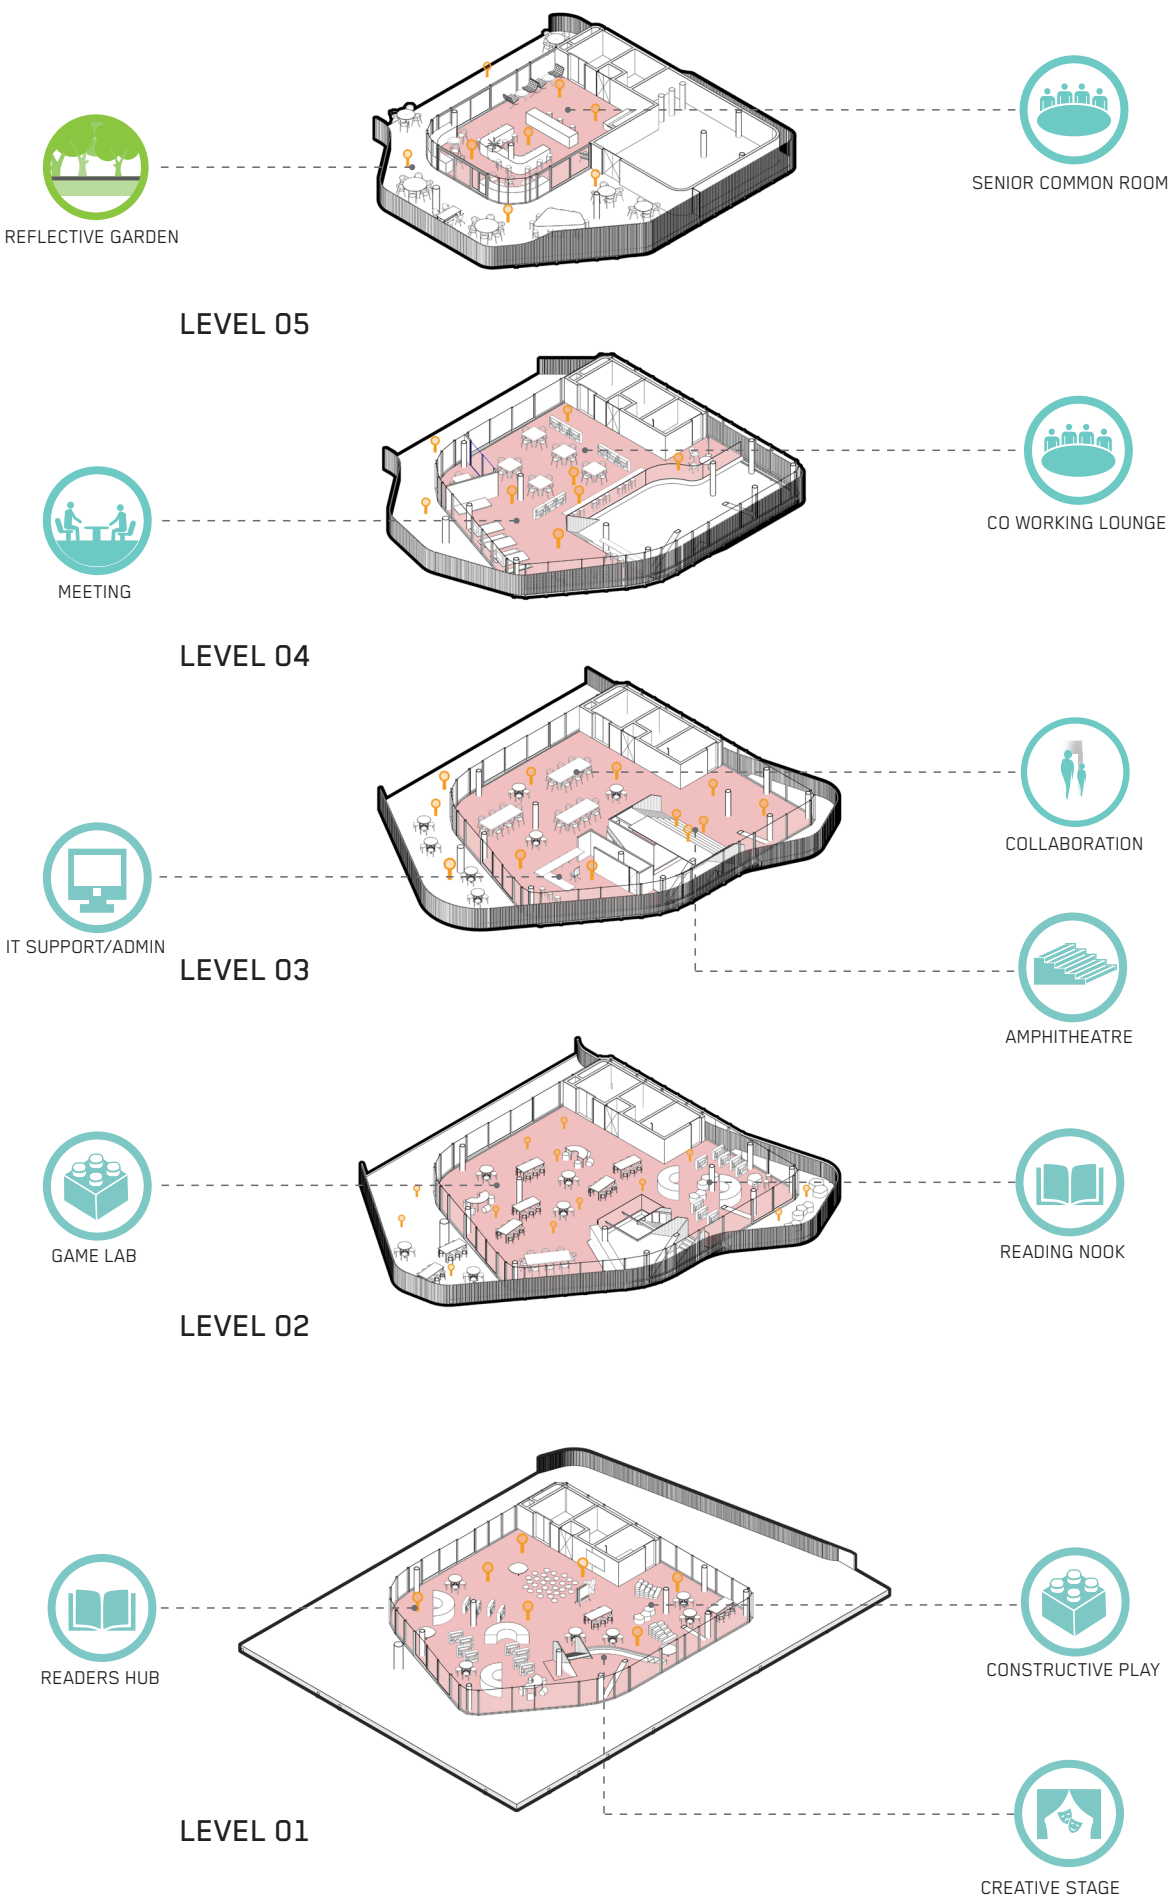 SENIOR COMMON ROOM
REFLECTIVE GARDEN
LEVEL 05
CO WORKING LOUNGE
MEETING
LEVEL 04
COLLABORATION
IT SUPPORT/ADMIN
LEVEL 03
AMPHITHEATRE
GAME LAB
READING NOOK
LEVEL 02
READERS HUB
CONSTRUCTIVE PLAY
LEVEL 01
CREATIVE STAGE